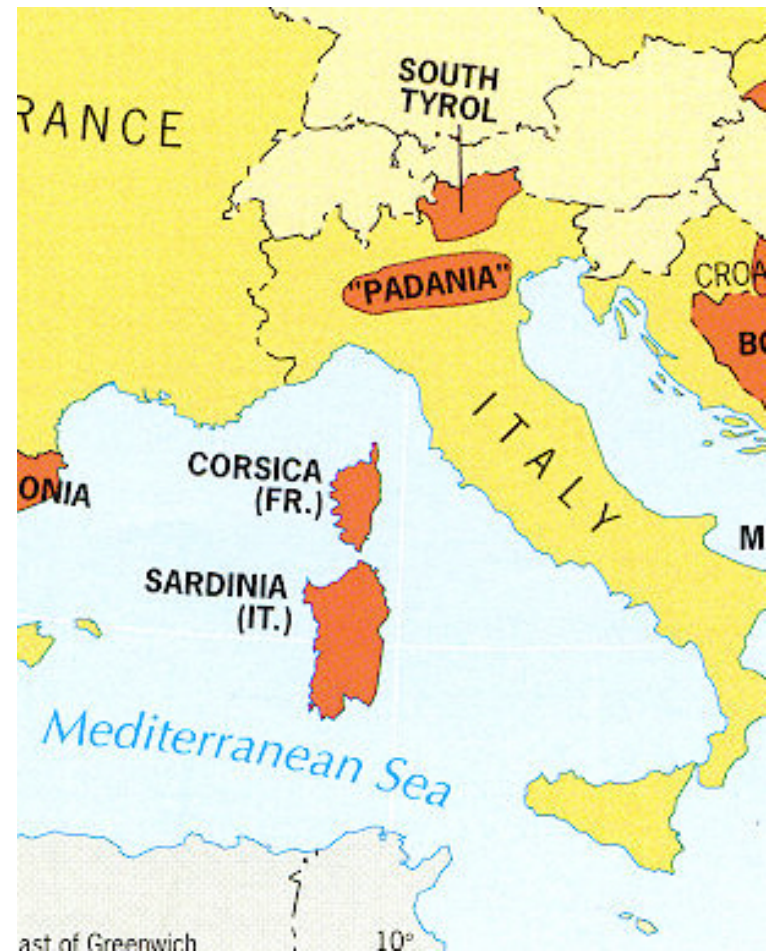 SOUTH
TYROL
RANCE
"PADANIA"
CROA
BO
ITALY
CORSICA
(FR.)
ONIA
M
SARDINIA
(IT.)
Mediterranean Sea
ast of Greenwich
10°